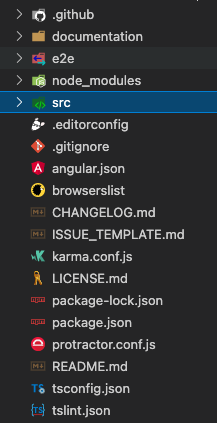 .github
documentation
e2e
node_modules
src
.editorconfig
.gitignore
angular.json
browserslist
CHANGELOG.md
ISSUE_TEMPLATE.md
karma.conf.js
LICENSE.md
package-lock.json
package.json
protractor.conf.js
README.md
tsconfig.json
tslint.json